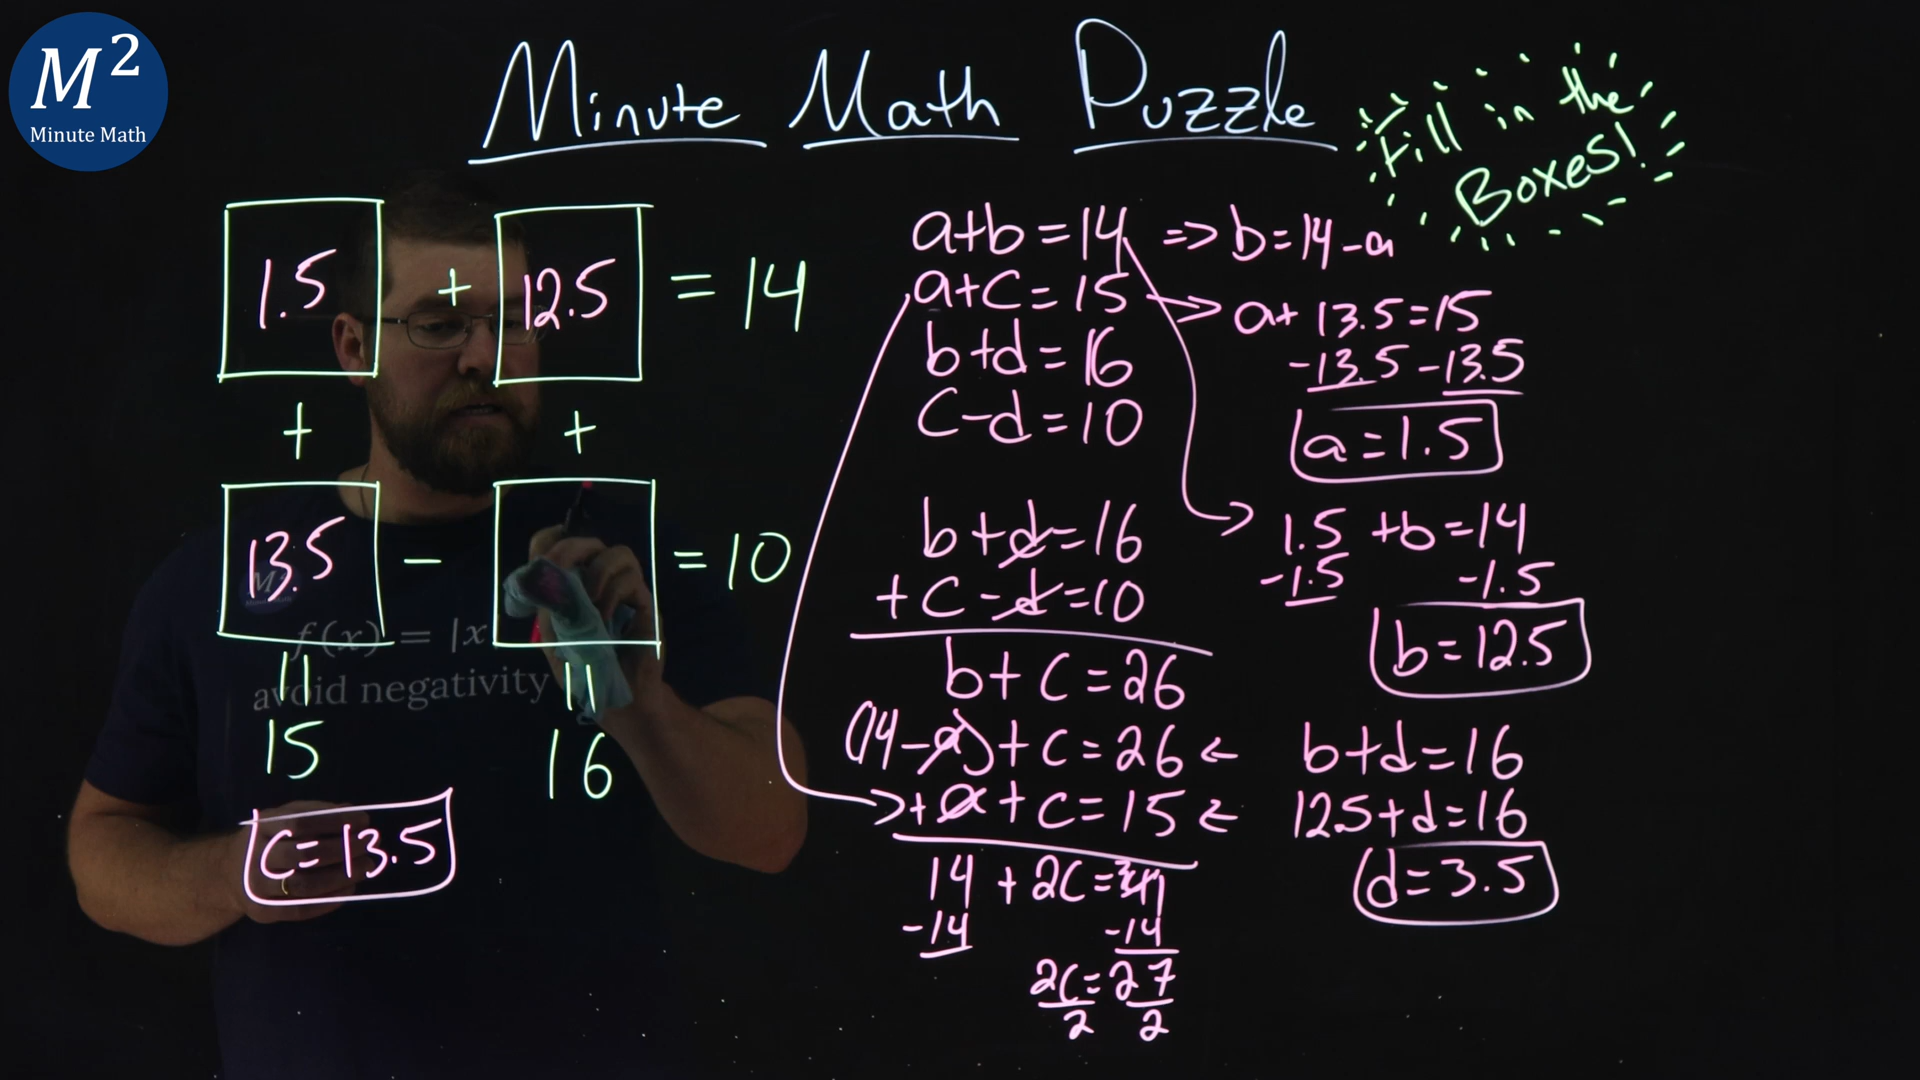 M²
Minute Math
Minute Math Puzzle
Fill in the
Boxes!
1.5 + 12.5 = 14
+ +
13.5 - = 10
11 11
15 16
C=13.5
f(x) = |x
avoid negativity
a+b=14 => b=14-a
a+c=15
b+d=16
c-d=10
b+d=16
+ c-d=10
b+c=26
(14-a)+c=26 ←
+a+c=15 ←
14+2c=41
-14 -14
2c=27
2 2
a+13.5=15
-13.5 -13.5
a=1.5
1.5 +b=14
-1.5 -1.5
b=12.5
b+d=16
12.5+d=16
d=3.5